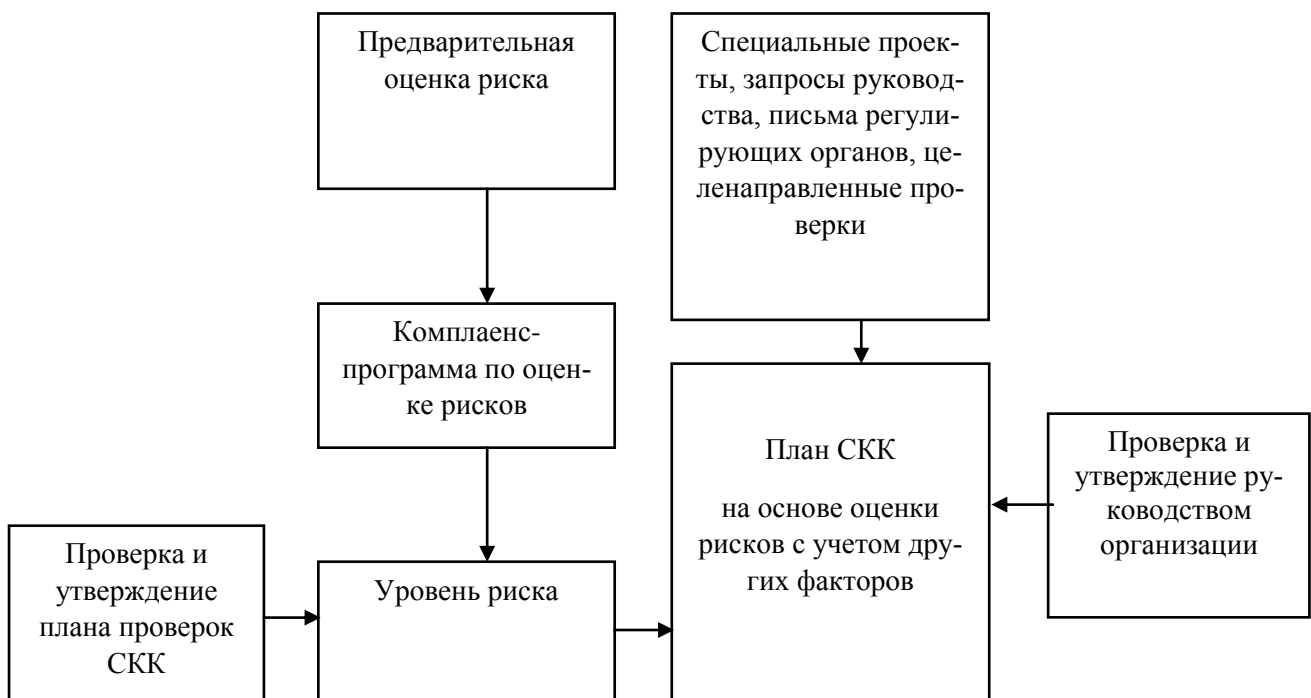 Предварительная
оценка риска
Специальные проек-
ты, запросы руковод-
ства, письма регули-
рующих органов, це-
ленаправленные про-
верки
Комплаенс-
программа по оцен-
ке рисков
План СКК
на основе оценки
рисков с учетом дру-
гих факторов
Проверка и
утверждение ру-
ководством
организации
Проверка и
утверждение
плана проверок
СКК
Уровень риска